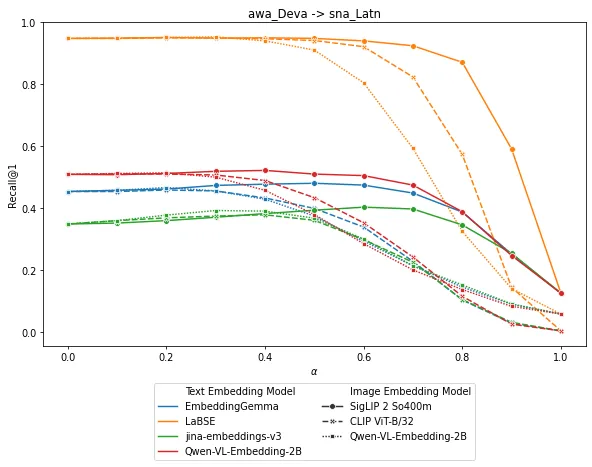 awa_Deva -> sna_Latn
Recall@1
1.0
0.8
0.6
0.4
0.2
0.0
0.0 0.2 0.4 0.6 0.8 1.0
α
Text Embedding Model
EmbeddingGemma
LaBSE
jina-embeddings-v3
Qwen-VL-Embedding-2B
Image Embedding Model
SigLIP 2 So400m
CLIP ViT-B/32
Qwen-VL-Embedding-2B